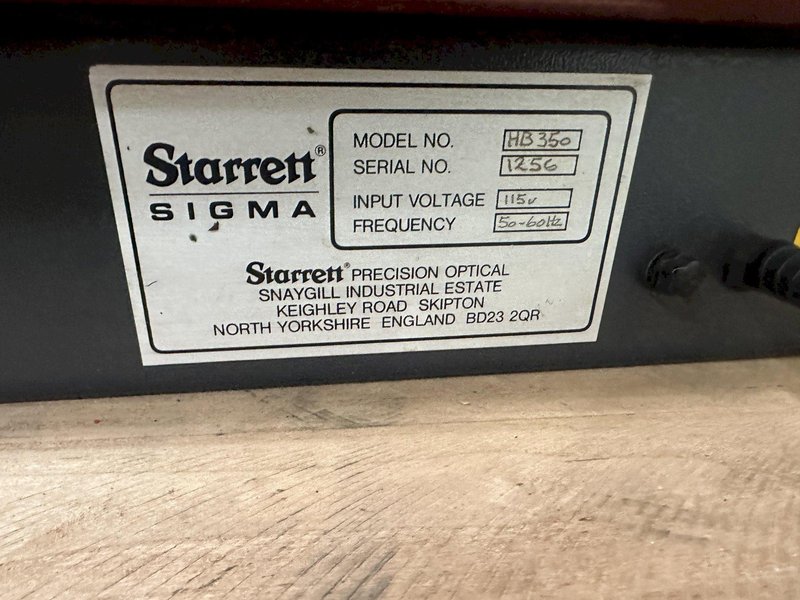 Starrett®
SIGMA
MODEL NO. HB350
SERIAL NO. 1256
INPUT VOLTAGE 115v
FREQUENCY 50-60Hz
Starrett® PRECISION OPTICAL
SNAYGILL INDUSTRIAL ESTATE
KEIGHLEY ROAD SKIPTON
NORTH YORKSHIRE ENGLAND BD23 2QR